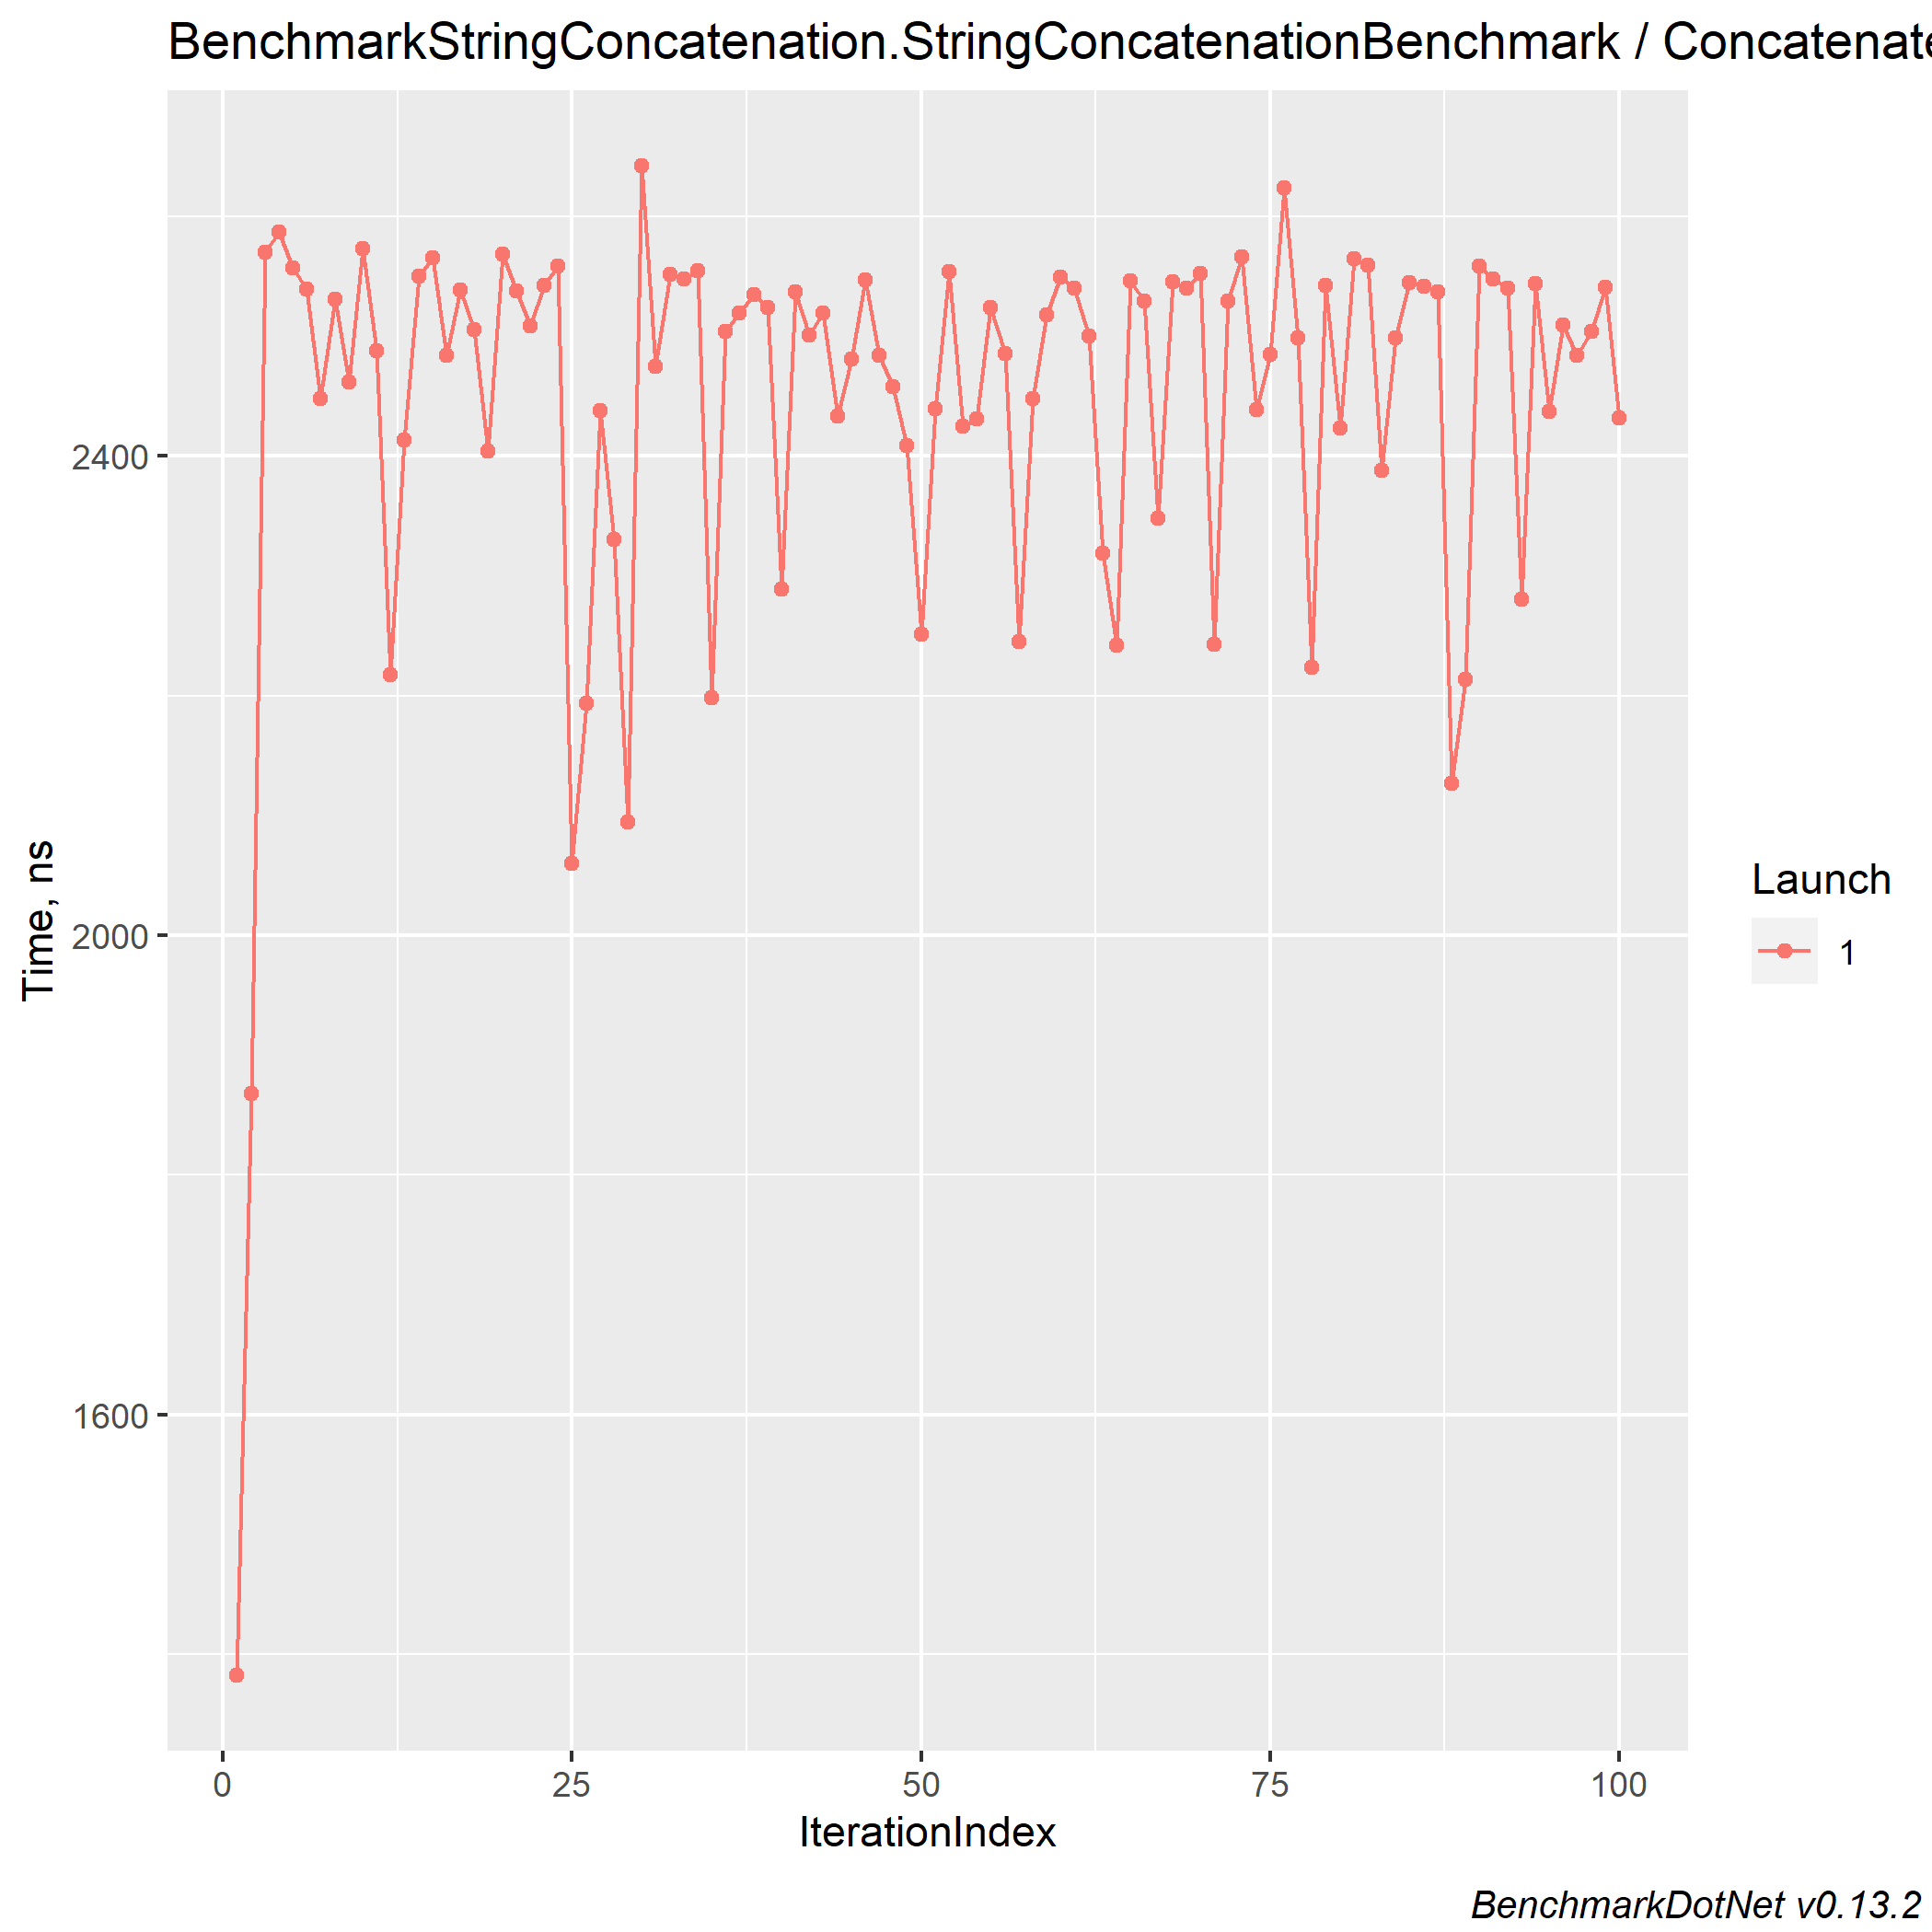 BenchmarkStringConcatenation.StringConcatenationBenchmark / Concatenate
2400
2000
1600
Time, ns
0 25 50 75 100
IterationIndex
Launch
1
BenchmarkDotNet v0.13.2